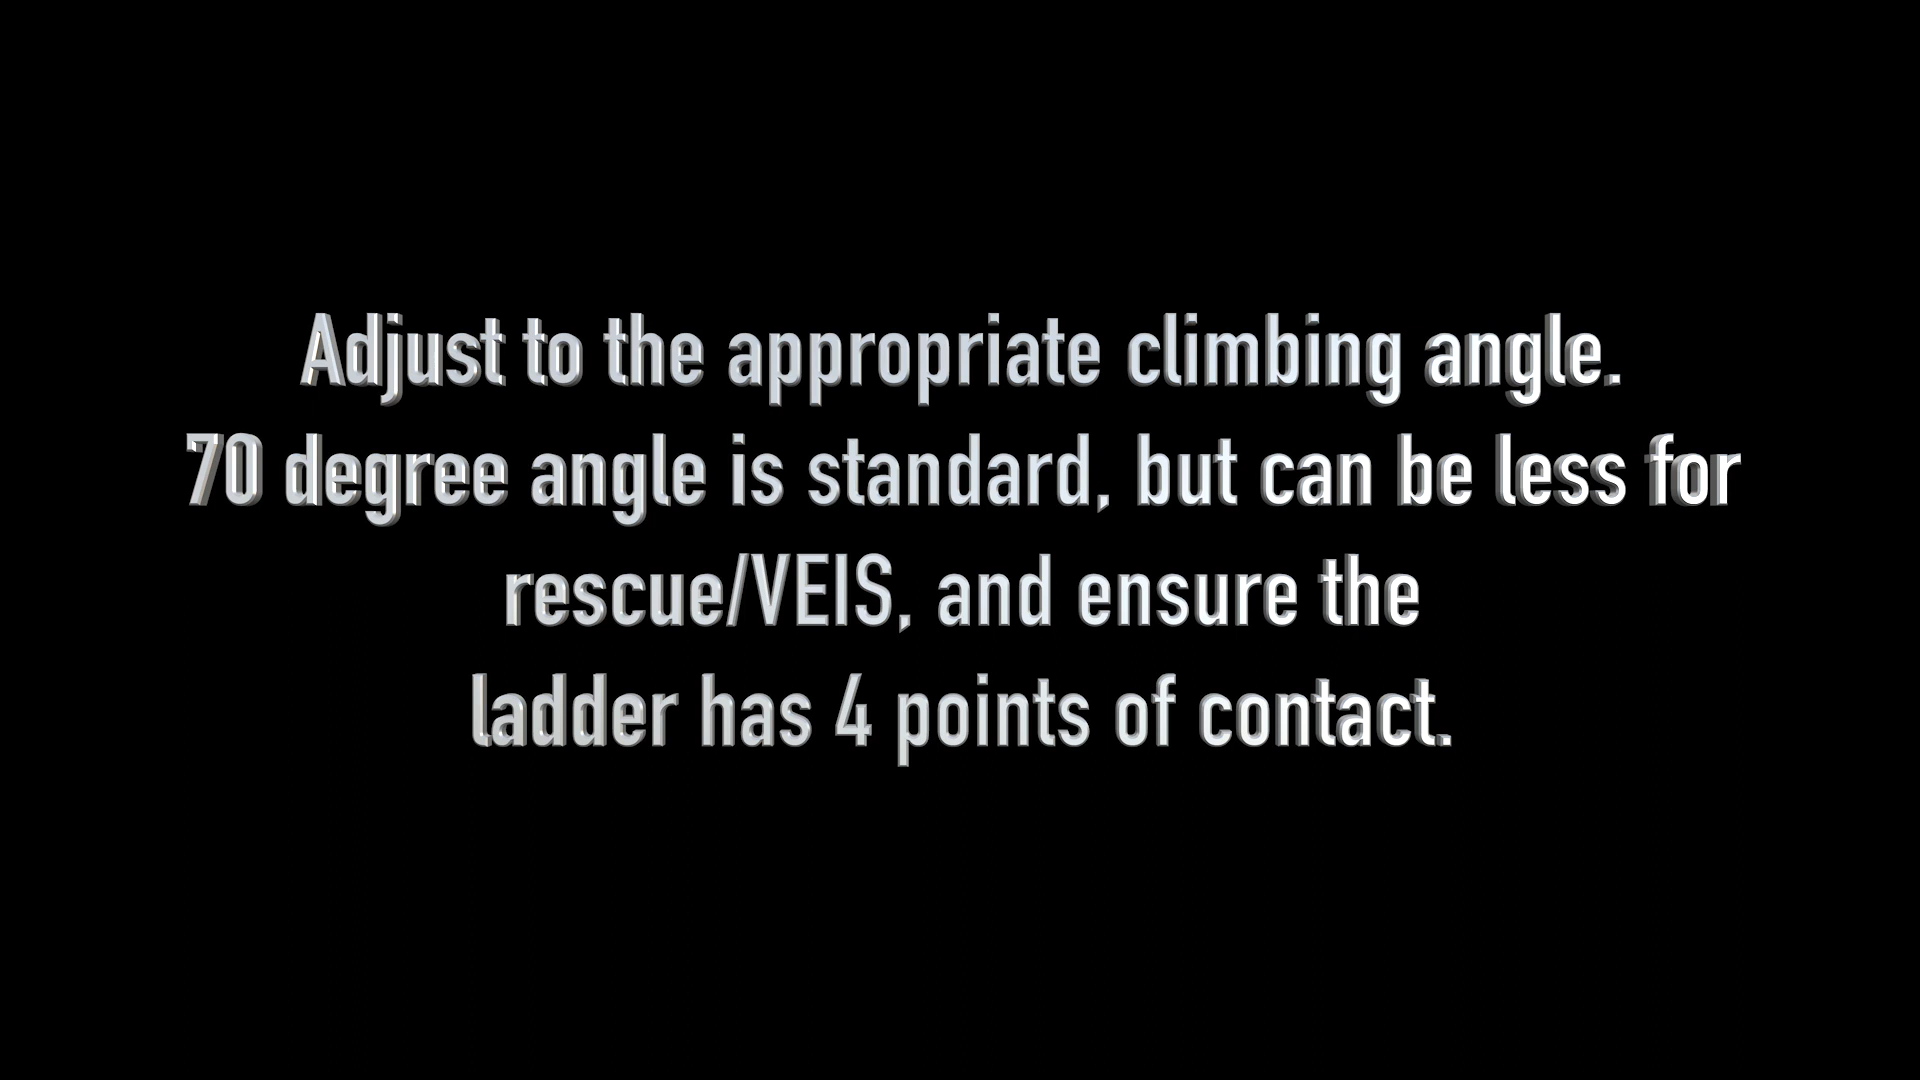 Adjust to the appropriate climbing angle.
70 degree angle is standard, but can be less for
rescue/VEIS, and ensure the
ladder has 4 points of contact.